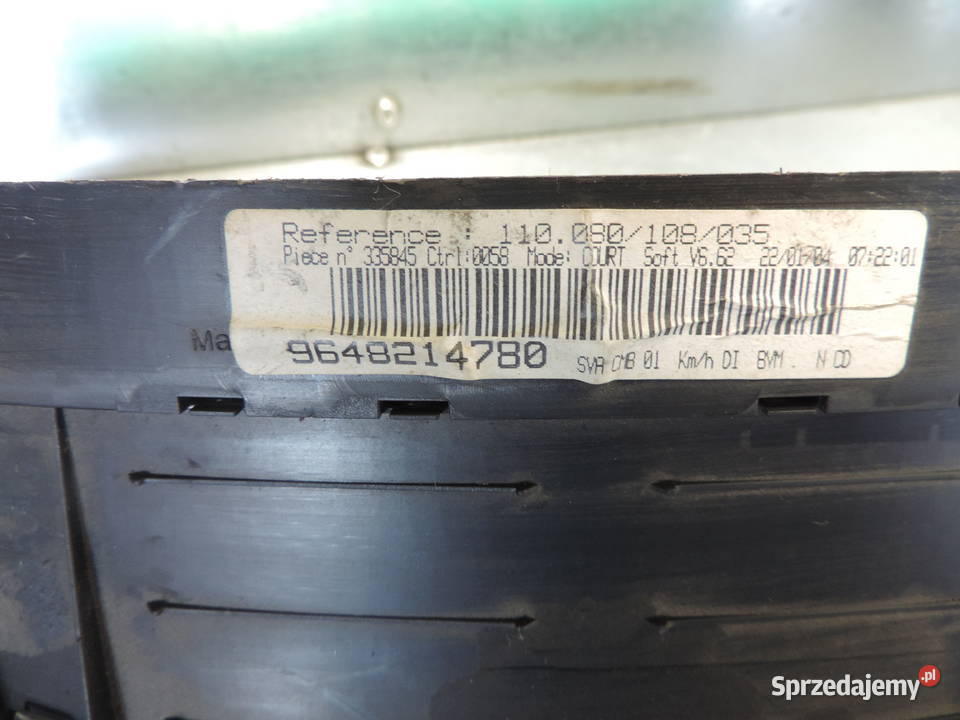 Reference : 110.080/108/035
Piece n° 335845 Ctrl:0058 Mode: COURT Soft V6.62 22/01/04 07:22:01
Ma
9648214780 SVA CMB 01 Km/h DI BVM . N CD
Sprzedajemy.pl